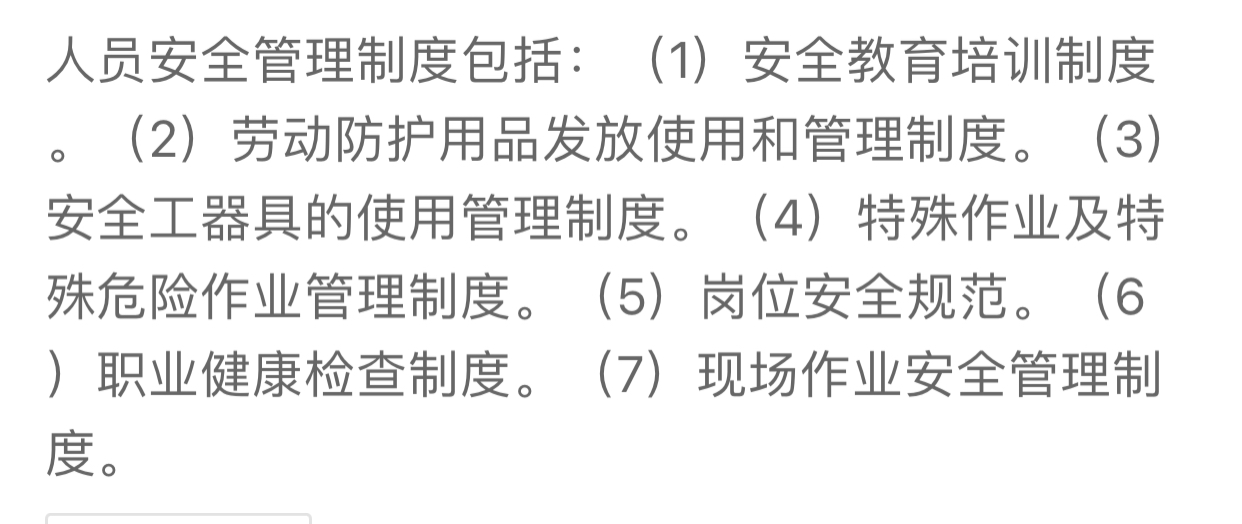 人员安全管理制度包括：（1）安全教育培训制度
。（2）劳动防护用品发放使用和管理制度。（3）
安全工器具的使用管理制度。（4）特殊作业及特
殊危险作业管理制度。（5）岗位安全规范。（6
）职业健康检查制度。（7）现场作业安全管理制
度。